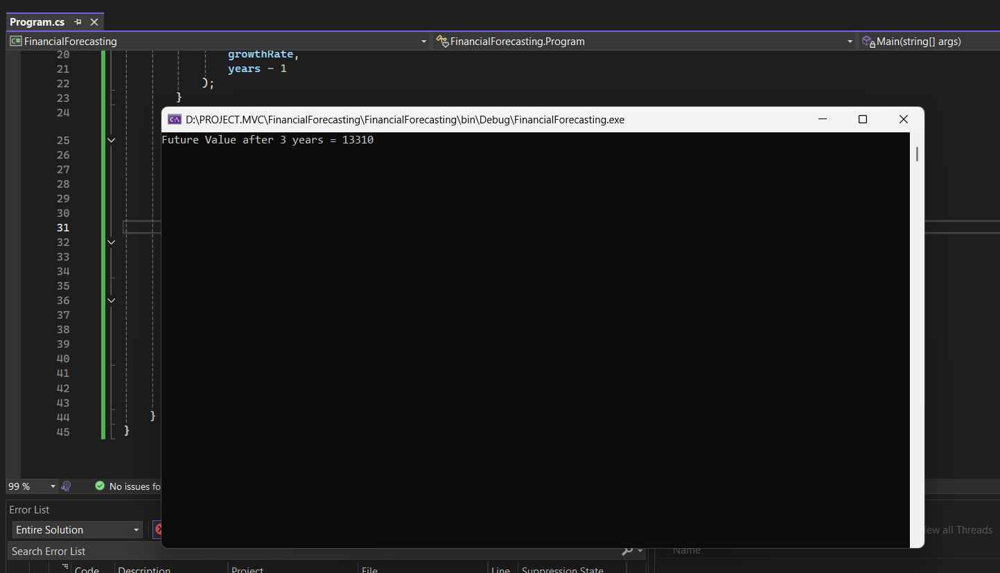 Program.cs
C# FinancialForecasting
FinancialForecasting.Program
Main(string[] args)
20 growthRate,
21 years - 1
22 );
23 }
24
25
26
27
28
29
30
31
32
33
34
35
36
37
38
39
40
41
42
43
44 }
45 }
D:\PROJECT.MVC\FinancialForecasting\FinancialForecasting\bin\Debug\FinancialForecasting.exe
Future Value after 3 years = 13310
99 %
No issues fo
Error List
Entire Solution
iew all Threads
Search Error List
Name
Code Description Project File Line Suppression State